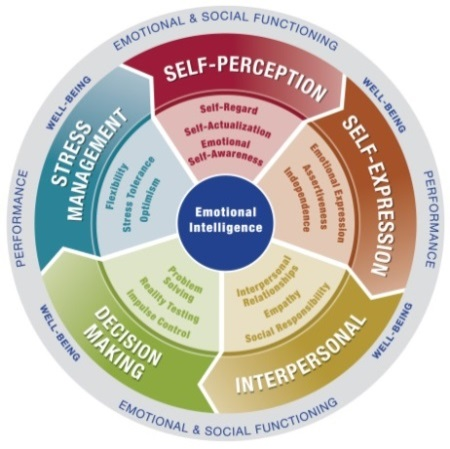 EMOTIONAL & SOCIAL FUNCTIONING
WELL-BEING
WELL-BEING
PERFORMANCE
PERFORMANCE
SELF-PERCEPTION
Self-Regard
Self-Actualization
Emotional
Self-Awareness
SELF-EXPRESSION
Emotional Expression
Assertiveness
Independence
INTERPERSONAL
Interpersonal
Relationships
Empathy
Social Responsibility
DECISION
MAKING
Problem
Solving
Reality Testing
Impulse Control
STRESS
MANAGEMENT
Flexibility
Stress Tolerance
Optimism
Emotional
Intelligence
WELL-BEING
WELL-BEING
EMOTIONAL & SOCIAL FUNCTIONING